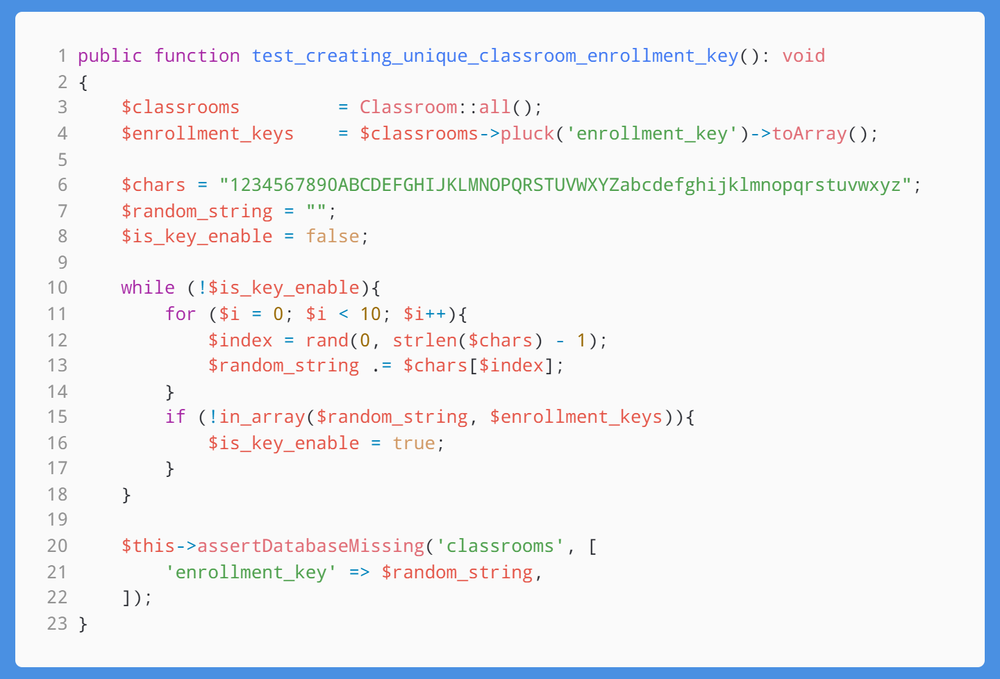 1 public function test_creating_unique_classroom_enrollment_key(): void
2 {
3     $classrooms         = Classroom::all();
4     $enrollment_keys    = $classrooms->pluck('enrollment_key')->toArray();
5
6     $chars = "1234567890ABCDEFGHIJKLMNOPQRSTUVWXYZabcdefghijklmnopqrstuvwxyz";
7     $random_string = "";
8     $is_key_enable = false;
9
10     while (!$is_key_enable){
11         for ($i = 0; $i < 10; $i++){
12             $index = rand(0, strlen($chars) - 1);
13             $random_string .= $chars[$index];
14         }
15         if (!in_array($random_string, $enrollment_keys)){
16             $is_key_enable = true;
17         }
18     }
19
20     $this->assertDatabaseMissing('classrooms', [
21         'enrollment_key' => $random_string,
22     ]);
23 }